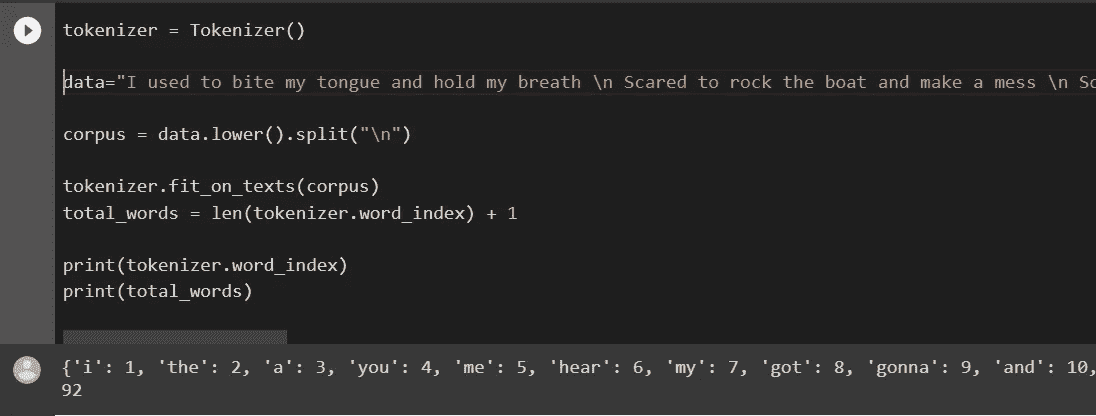 tokenizer = Tokenizer()
data="I used to bite my tongue and hold my breath \n Scared to rock the boat and make a mess \n Sc
corpus = data.lower().split("\n")
tokenizer.fit_on_texts(corpus)
total_words = len(tokenizer.word_index) + 1
print(tokenizer.word_index)
print(total_words)
{'i': 1, 'the': 2, 'a': 3, 'you': 4, 'me': 5, 'hear': 6, 'my': 7, 'got': 8, 'gonna': 9, 'and': 10,
92